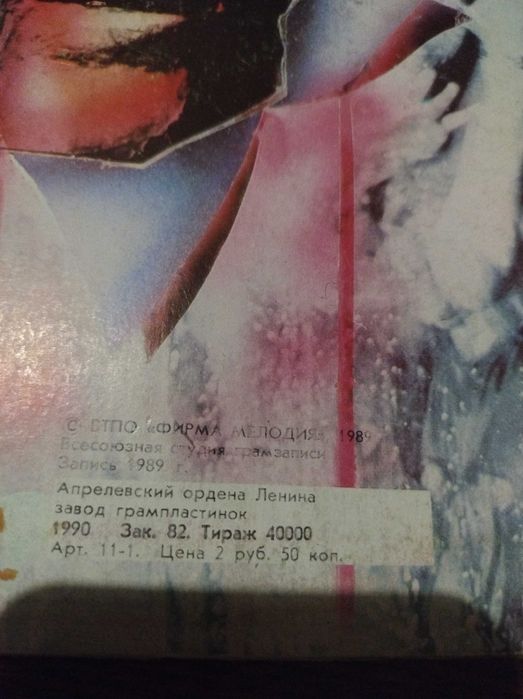 © ВТПО «ФИРМА МЕЛОДИЯ», 1989
Всесоюзная студия грамзаписи
Запись 1989 г.
Апрелевский ордена Ленина
завод грампластинок
1990 Зак. 82. Тираж 40000
Арт. 11-1. Цена 2 руб. 50 коп.